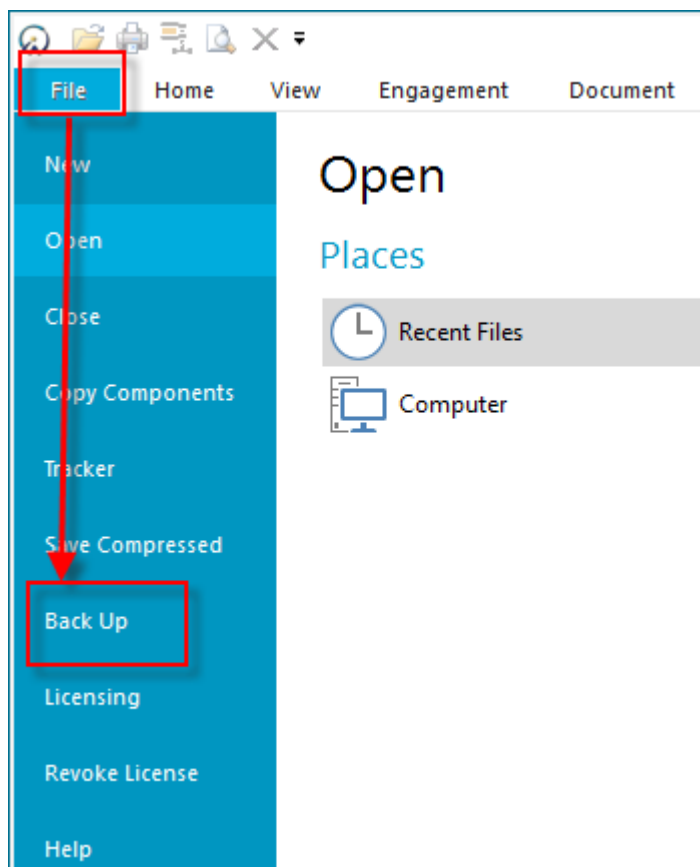 File Home View Engagement Document
New
Open
Close
Copy Components
Tracker
Save Compressed
Back Up
Licensing
Revoke License
Help
Open
Places
Recent Files
Computer